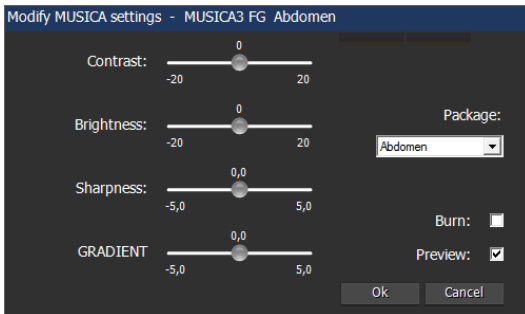 Modify MUSICA settings - MUSICA3 FG Abdomen
0
Contrast:
-20 20
0
Brightness:
-20 20
Package:
Abdomen
0,0
Sharpness:
-5,0 5,0
Burn:
0,0
GRADIENT
Preview:
-5,0 5,0
Ok Cancel